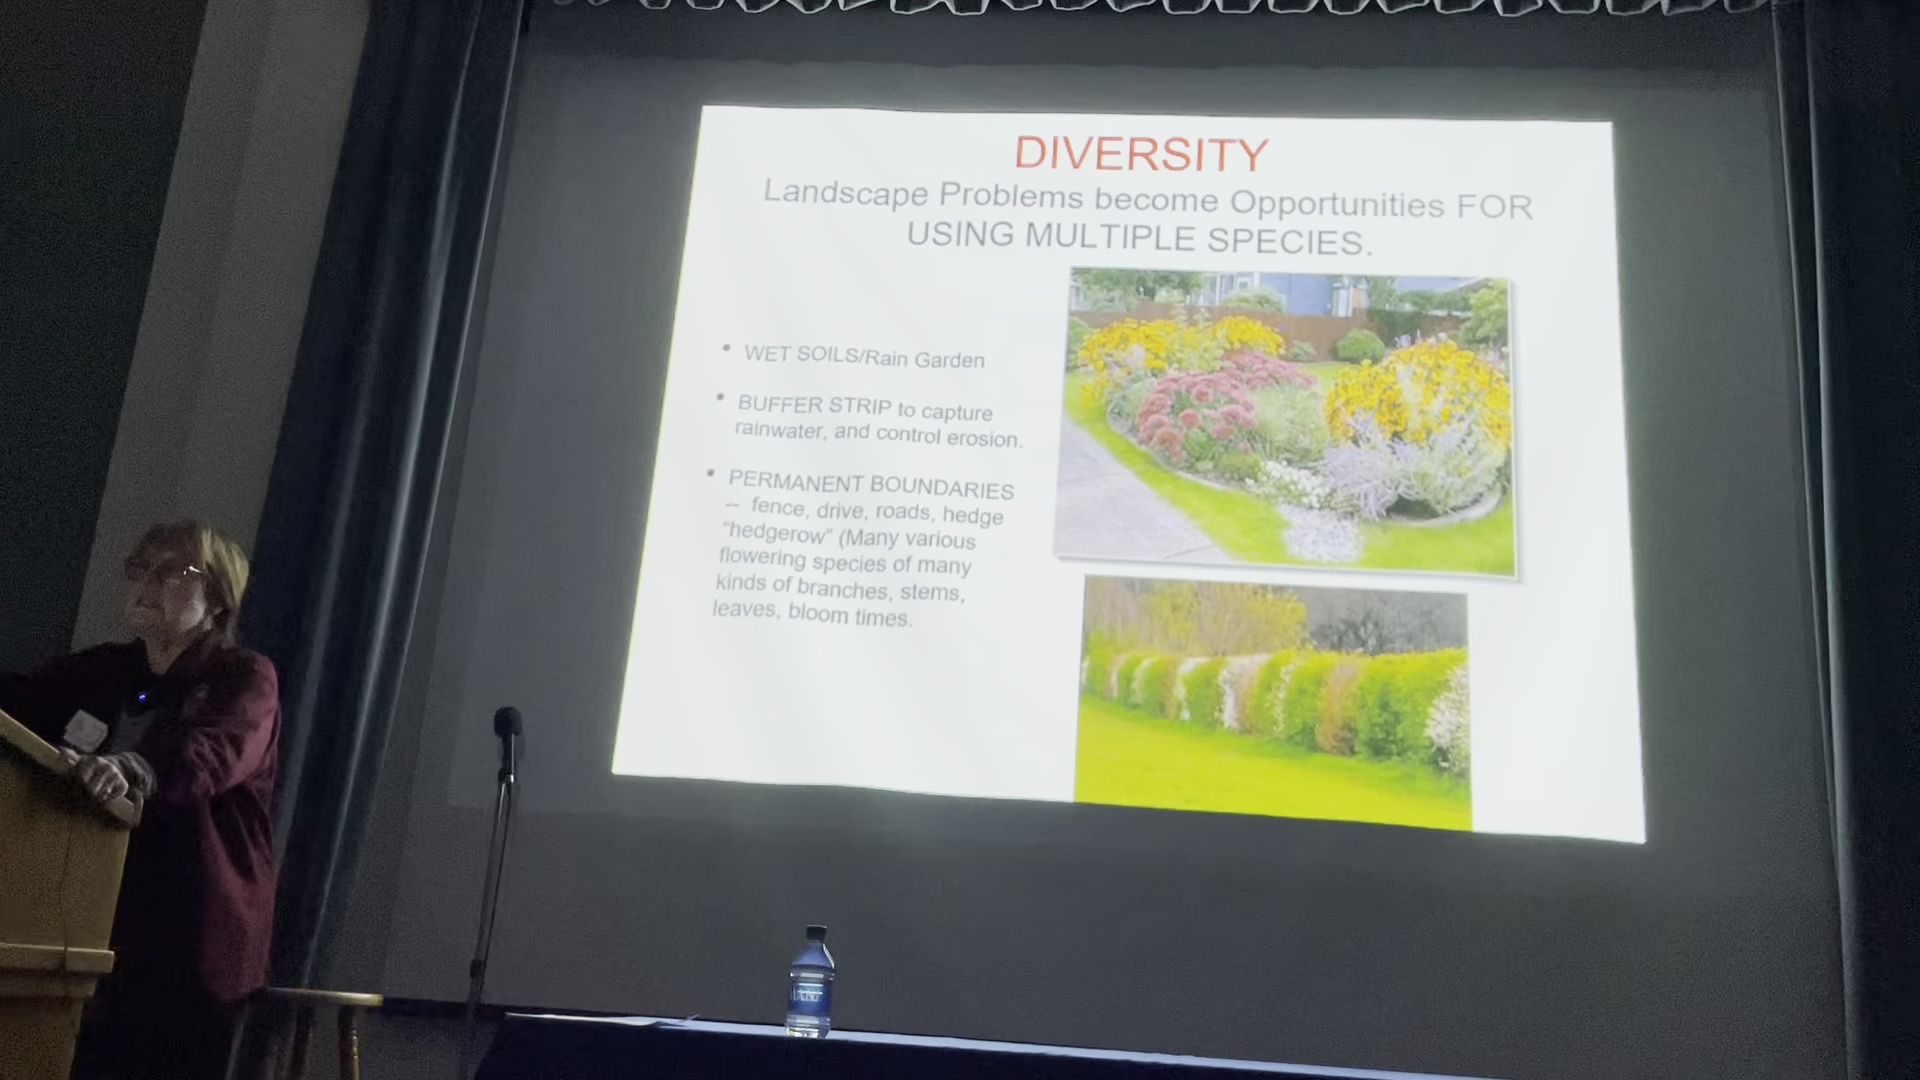 DIVERSITY
Landscape Problems become Opportunities FOR
USING MULTIPLE SPECIES.
• WET SOILS/Rain Garden
• BUFFER STRIP to capture
rainwater, and control erosion.
• PERMANENT BOUNDARIES
-- fence, drive, roads, hedge
“hedgerow” (Many various
flowering species of many
kinds of branches, stems,
leaves, bloom times.